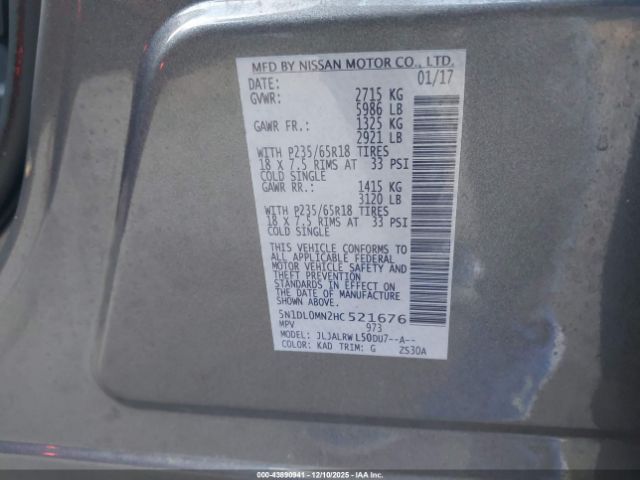 MFD BY NISSAN MOTOR CO., LTD.
DATE: 01/17
GVWR: 2715 KG
5986 LB
GAWR FR.: 1325 KG
2921 LB
WITH P235/65R18 TIRES
18 X 7.5 RIMS AT 33 PSI
COLD SINGLE
GAWR RR.: 1415 KG
3120 LB
WITH P235/65R18 TIRES
18 X 7.5 RIMS AT 33 PSI
COLD SINGLE
THIS VEHICLE CONFORMS TO
ALL APPLICABLE FEDERAL
MOTOR VEHICLE SAFETY AND
THEFT PREVENTION
STANDARDS IN EFFECT ON
THE DATE OF MANUFACTURE
SHOWN ABOVE.
5N1DL0MN2HC521676
MPV 973
MODEL: JLJALRWL50DU7--A--
COLOR: KAD TRIM: G ZS30A
000-43890941 - 12/10/2025 - IAAI.COM